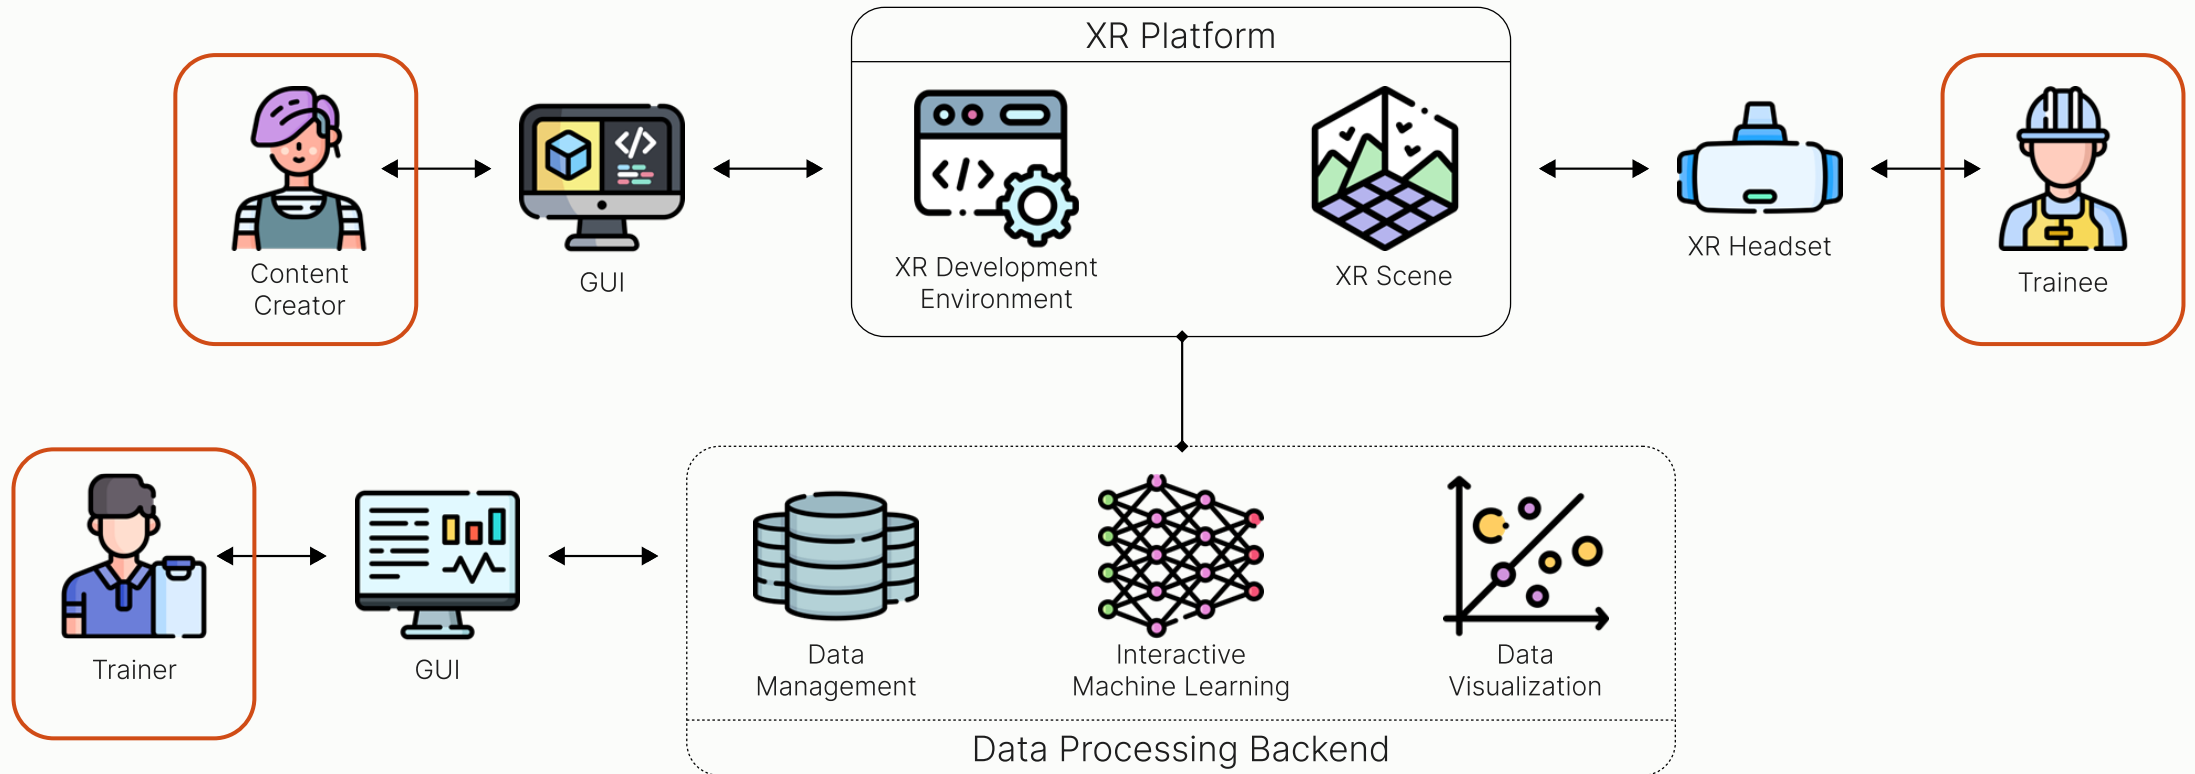 XR Platform
Content
Creator
GUI
XR Development
Environment
XR Scene
XR Headset
Trainee
Trainer
GUI
Data
Management
Interactive
Machine Learning
Data
Visualization
Data Processing Backend